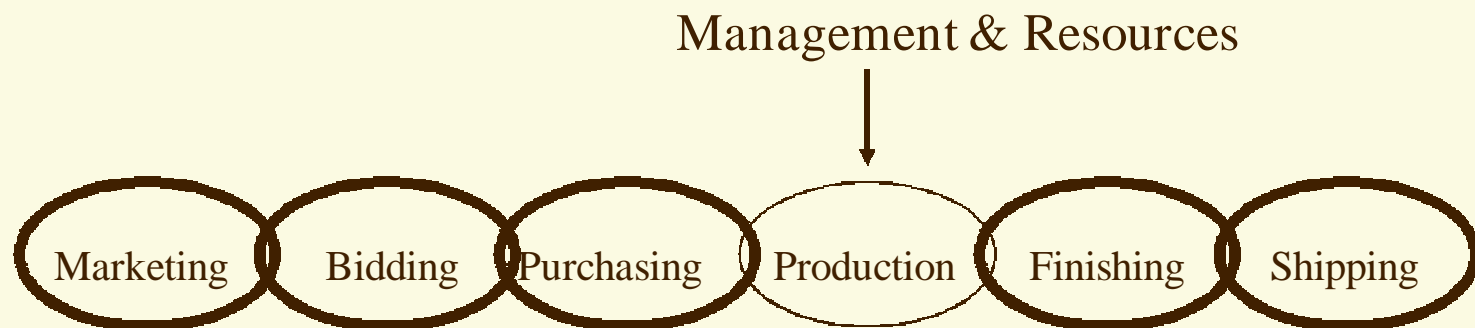 Management & Resources
Marketing Bidding Purchasing Production Finishing Shipping